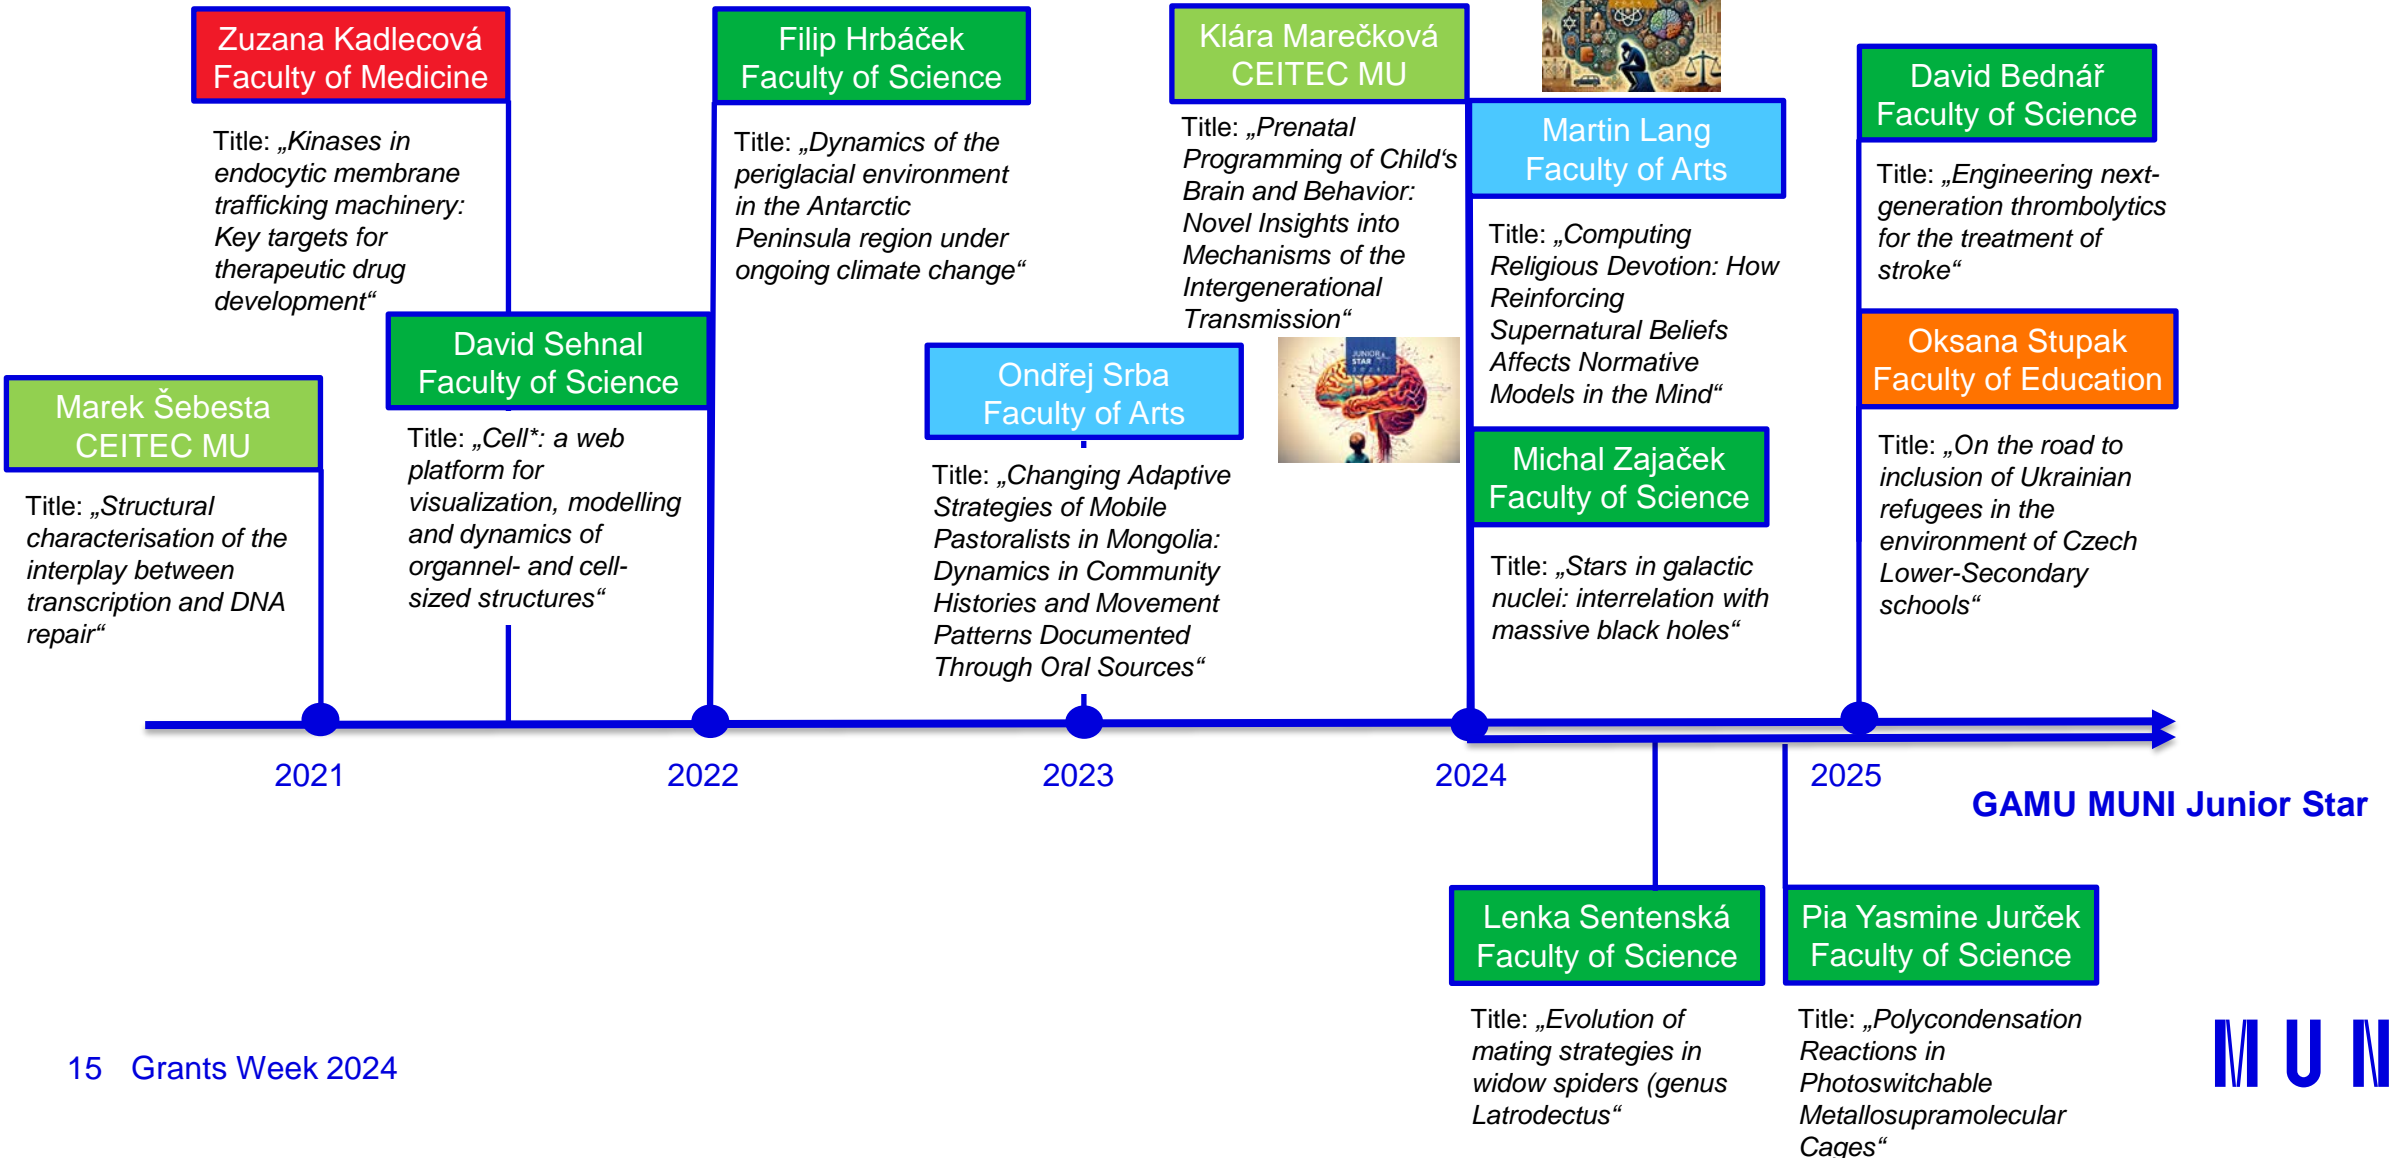 Zuzana Kadlecová
Faculty of Medicine
Title: „Kinases in
endocytic membrane
trafficking machinery:
Key targets for
therapeutic drug
development“
Filip Hrbáček
Faculty of Science
Title: „Dynamics of the
periglacial environment
in the Antarctic
Peninsula region under
ongoing climate change“
Klára Marečková
CEITEC MU
Title: „Prenatal
Programming of Child‘s
Brain and Behavior:
Novel Insights into
Mechanisms of the
Intergenerational
Transmission“
JUNIOR
STAR
Martin Lang
Faculty of Arts
Title: „Computing
Religious Devotion: How
Reinforcing
Supernatural Beliefs
Affects Normative
Models in the Mind“
David Bednář
Faculty of Science
Title: „Engineering next-
generation thrombolytics
for the treatment of
stroke“
Marek Šebesta
CEITEC MU
Title: „Structural
characterisation of the
interplay between
transcription and DNA
repair“
David Sehnal
Faculty of Science
Title: „Cell*: a web
platform for
visualization, modelling
and dynamics of
organnel- and cell-
sized structures“
Ondřej Srba
Faculty of Arts
Title: „Changing Adaptive
Strategies of Mobile
Pastoralists in Mongolia:
Dynamics in Community
Histories and Movement
Patterns Documented
Through Oral Sources“
Michal Zajaček
Faculty of Science
Title: „Stars in galactic
nuclei: interrelation with
massive black holes“
Oksana Stupak
Faculty of Education
Title: „On the road to
inclusion of Ukrainian
refugees in the
environment of Czech
Lower-Secondary
schools“
2021
2022
2023
2024
2025
GAMU MUNI Junior Star
Lenka Sentenská
Faculty of Science
Title: „Evolution of
mating strategies in
widow spiders (genus
Latrodectus“
Pia Yasmine Jurček
Faculty of Science
Title: „Polycondensation
Reactions in
Photoswitchable
Metallosupramolecular
Cages“
15 Grants Week 2024
MUN